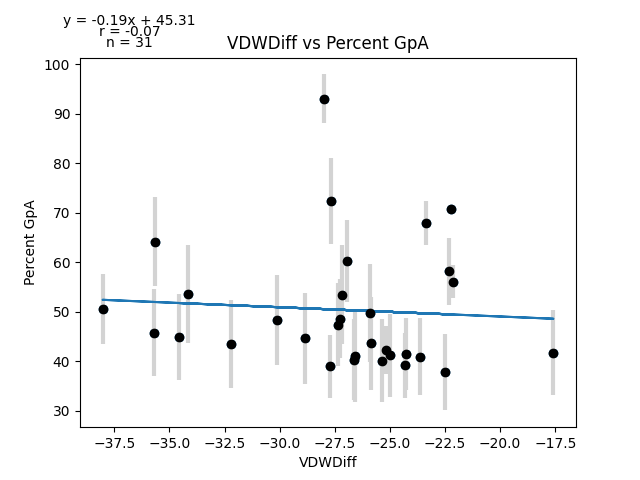 y = -0.19x + 45.31
r = -0.07
n = 31
VDWDiff vs Percent GpA
100
90
80
70
60
50
40
30
Percent GpA
−37.5 −35.0 −32.5 −30.0 −27.5 −25.0 −22.5 −20.0 −17.5
VDWDiff